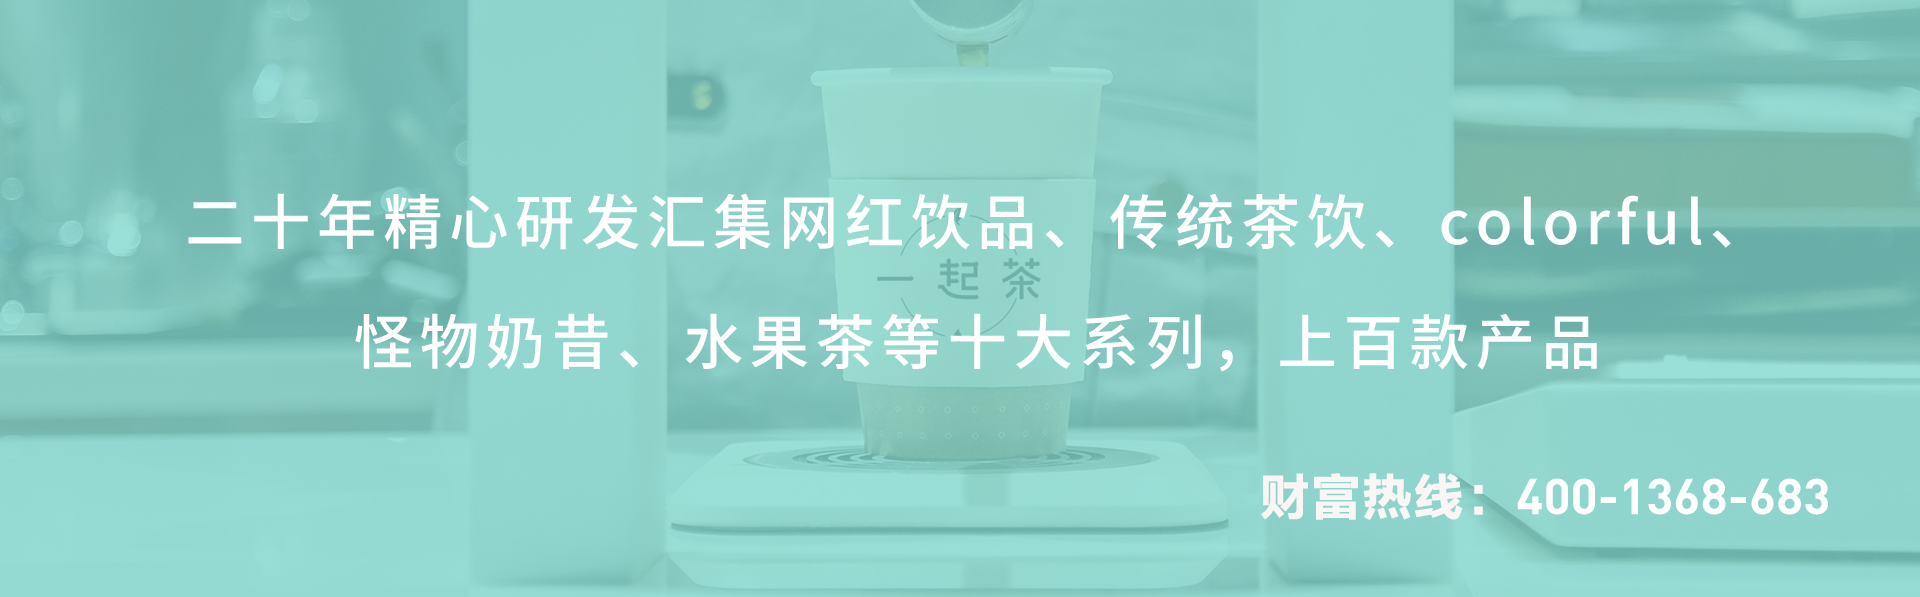 二十年精心研发汇集网红饮品、传统茶饮、colorful、
一起茶
怪物奶昔、水果茶等十大系列，上百款产品
财富热线：400-1368-683